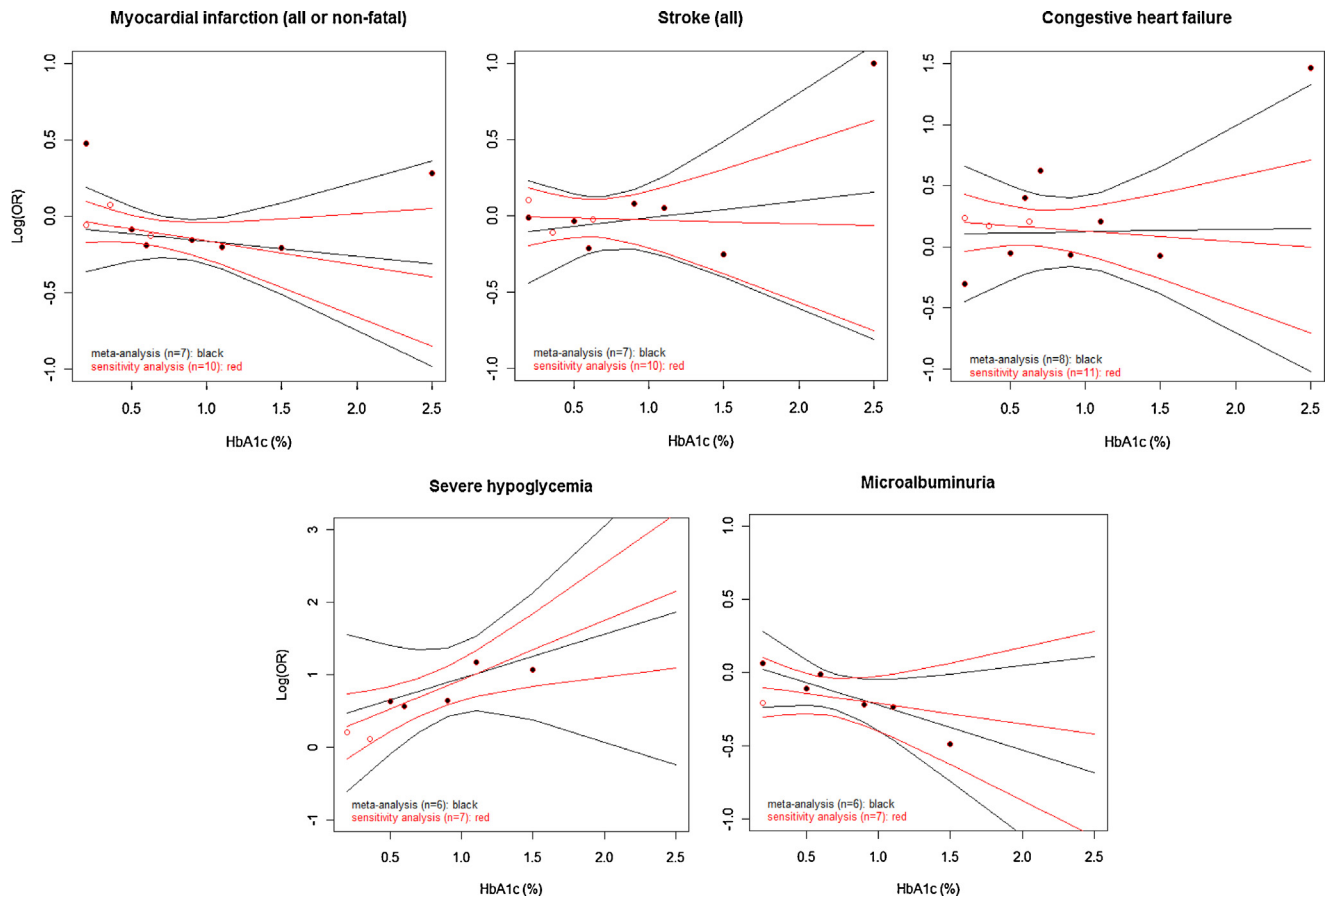 Myocardial infarction (all or non-fatal)
Log(OR)
1.0
0.5
0.0
-0.5
-1.0
meta-analysis (n=7): black
sensitivity analysis (n=10): red
0.5 1.0 1.5 2.0 2.5
HbA1c (%)
Stroke (all)
1.0
0.5
0.0
-0.5
-1.0
meta-analysis (n=7): black
sensitivity analysis (n=10): red
0.5 1.0 1.5 2.0 2.5
HbA1c (%)
Congestive heart failure
1.5
1.0
0.5
0.0
-0.5
-1.0
meta-analysis (n=8): black
sensitivity analysis (n=11): red
0.5 1.0 1.5 2.0 2.5
HbA1c (%)
Severe hypoglycemia
Log(OR)
3
2
1
0
-1
meta-analysis (n=6): black
sensitivity analysis (n=7): red
0.5 1.0 1.5 2.0 2.5
HbA1c (%)
Microalbuminuria
1.0
0.5
0.0
-0.5
-1.0
meta-analysis (n=6): black
sensitivity analysis (n=7): red
0.5 1.0 1.5 2.0 2.5
HbA1c (%)